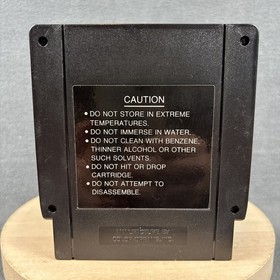 CAUTION
• DO NOT STORE IN EXTREME
TEMPERATURES.
• DO NOT IMMERSE IN WATER.
• DO NOT CLEAN WITH BENZENE,
THINNER ALCOHOL OR OTHER
SUCH SOLVENTS.
• DO NOT HIT OR DROP
CARTRIDGE.
• DO NOT ATTEMPT TO
DISASSEMBLE.